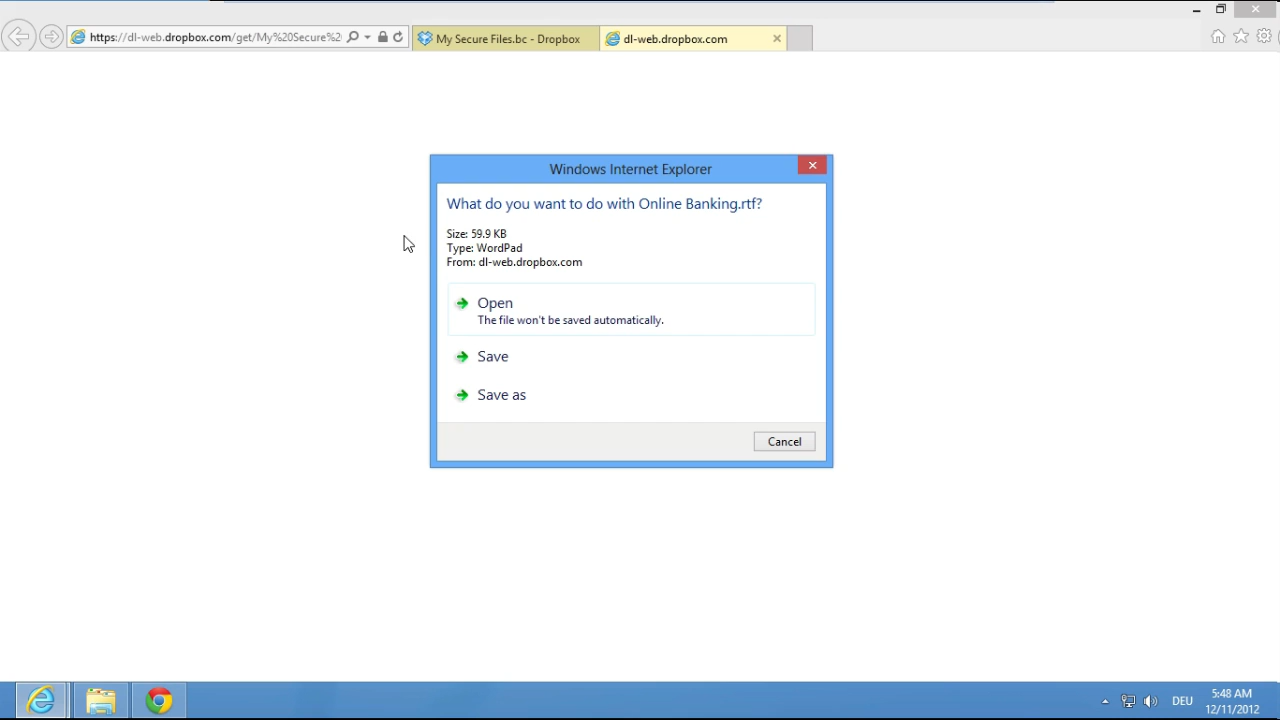 https://dl-web.dropbox.com/get/My%20Secure%2
My Secure Files.bc - Dropbox
dl-web.dropbox.com
Windows Internet Explorer
What do you want to do with Online Banking.rtf?
Size: 59.9 KB
Type: WordPad
From: dl-web.dropbox.com
Open
The file won't be saved automatically.
Save
Save as
Cancel
DEU
5:48 AM
12/11/2012